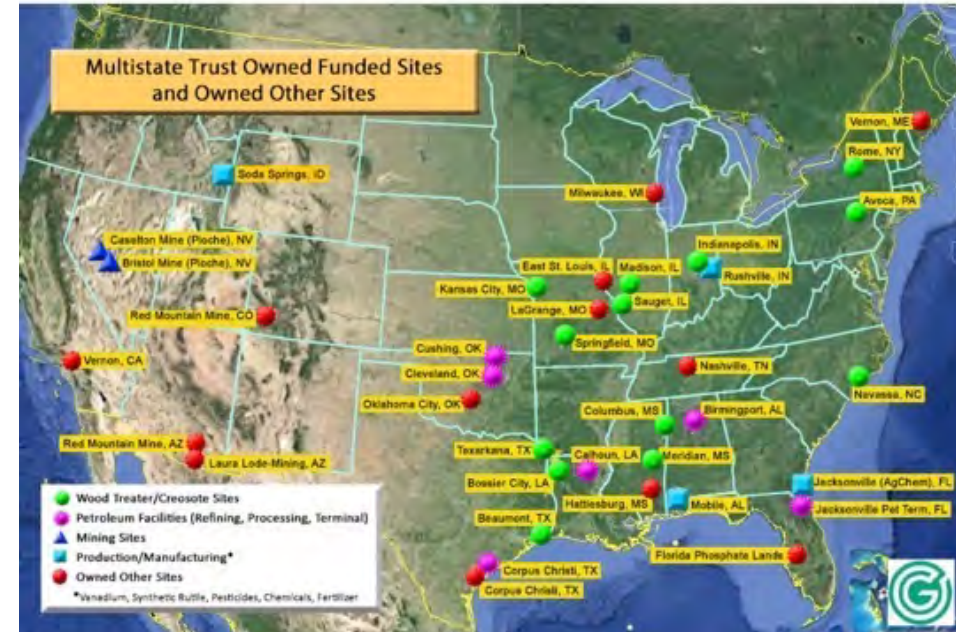 Multistate Trust Owned Funded Sites
and Owned Other Sites
Vernon, ME
Rome, NY
Soda Springs, ID
Milwaukee, WI
Avoca, PA
Caselton Mine (Pioche), NV
Bristol Mine (Pioche), NV
Indianapolis, IN
East St. Louis, IL
Madison, IL
Rushville, IN
Kansas City, MO
Sauget, IL
LaGrange, MO
Red Mountain Mine, CO
Springfield, MO
Cushing, OK
Vernon, CA
Nashville, TN
Cleveland, OK
Navassa, NC
Oklahoma City, OK
Columbus, MS
Birmingport, AL
Red Mountain Mine, AZ
Texarkana, TX
Calhoun, LA
Meridian, MS
Laura Lode-Mining, AZ
Bossier City, LA
Jacksonville (AgChem), FL
Hattiesburg, MS
Mobile, AL
Jacksonville Pet Term, FL
Beaumont, TX
Florida Phosphate Lands
Corpus Christi, TX
Corpus Christi, TX
Wood Treater/Creosote Sites
Petroleum Facilities (Refining, Processing, Terminal)
Mining Sites
Production/Manufacturing*
Owned Other Sites
*Vanadium, Synthetic Rutile, Pesticides, Chemicals, Fertilizer